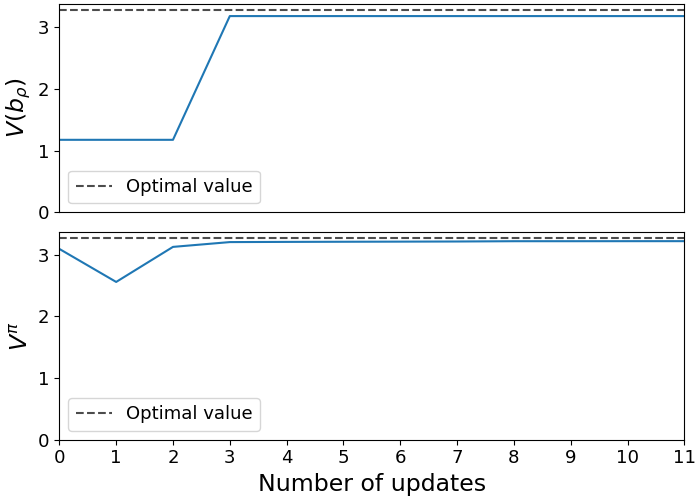 3
2
1
0
V(b_ρ)
Optimal value
3
2
1
0
V^π
Optimal value
0 1 2 3 4 5 6 7 8 9 10 11
Number of updates